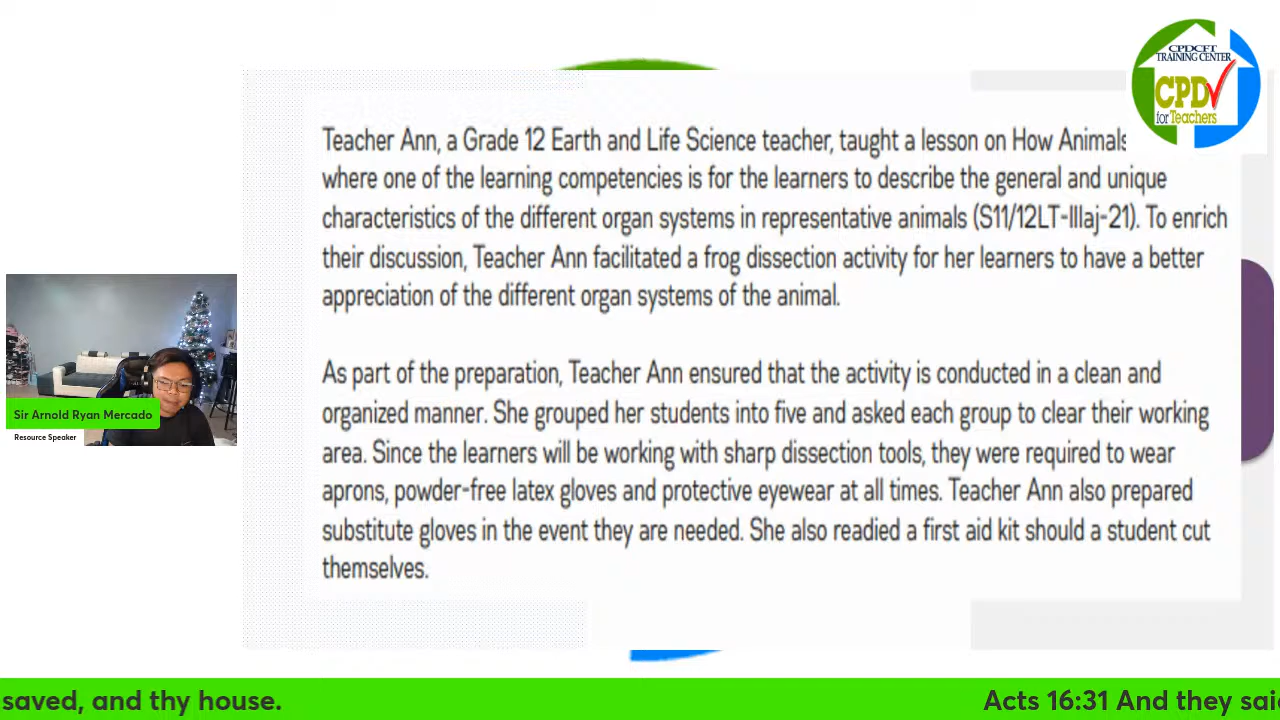 CPDCFT
TRAINING CENTER
CPD
for Teachers
Teacher Ann, a Grade 12 Earth and Life Science teacher, taught a lesson on How Animals
where one of the learning competencies is for the learners to describe the general and unique
characteristics of the different organ systems in representative animals (S11/12LT-IIIaj-21). To enrich
their discussion, Teacher Ann facilitated a frog dissection activity for her learners to have a better
appreciation of the different organ systems of the animal.
As part of the preparation, Teacher Ann ensured that the activity is conducted in a clean and
organized manner. She grouped her students into five and asked each group to clear their working
area. Since the learners will be working with sharp dissection tools, they were required to wear
aprons, powder-free latex gloves and protective eyewear at all times. Teacher Ann also prepared
substitute gloves in the event they are needed. She also readied a first aid kit should a student cut
themselves.
Sir Arnold Ryan Mercado
Resource Speaker
saved, and thy house. Acts 16:31 And they said